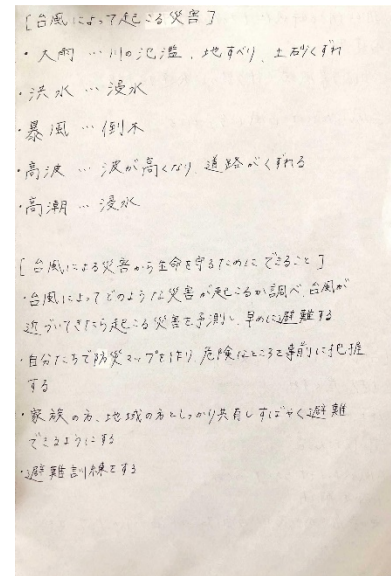 [台風によって起こる災害]
・大雨…川の氾濫、地すべり、土砂くずれ
・洪水…浸水
・暴風…倒木
・高波…波が高くなり、道路がくずれる
・高潮…浸水
[台風による災害から生命を守るためにできること]
・台風によってどのような災害が起こるか調べ、台風が
近づいてきたら起こる災害を予測し、早めに避難する
・自分たちで防災マップを作り危険なところを事前に把握
する
・家族の方、地域の方としっかり共有しすばやく避難
できるようにする
・避難訓練をする